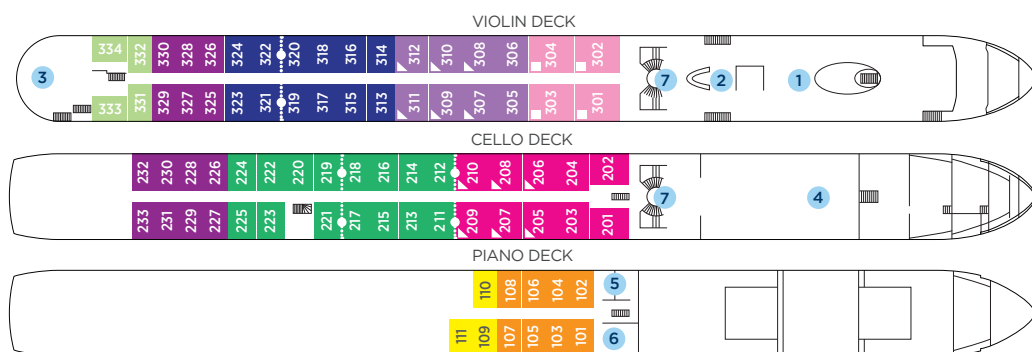 VIOLIN DECK
334 332 330 328 326 324 322 320 318 316 314 312 310 308 306 304 302
3 7 2 1
333 331 329 327 325 323 321 319 317 315 313 311 309 307 305 303 301
CELLO DECK
232 230 228 226 224 222 220 219 218 216 214 212 210 208 206 204 202
7 4
233 231 229 227 225 223 221 217 215 213 211 209 207 205 203 201
PIANO DECK
110 108 106 104 102 5
111 109 107 105 103 101 6